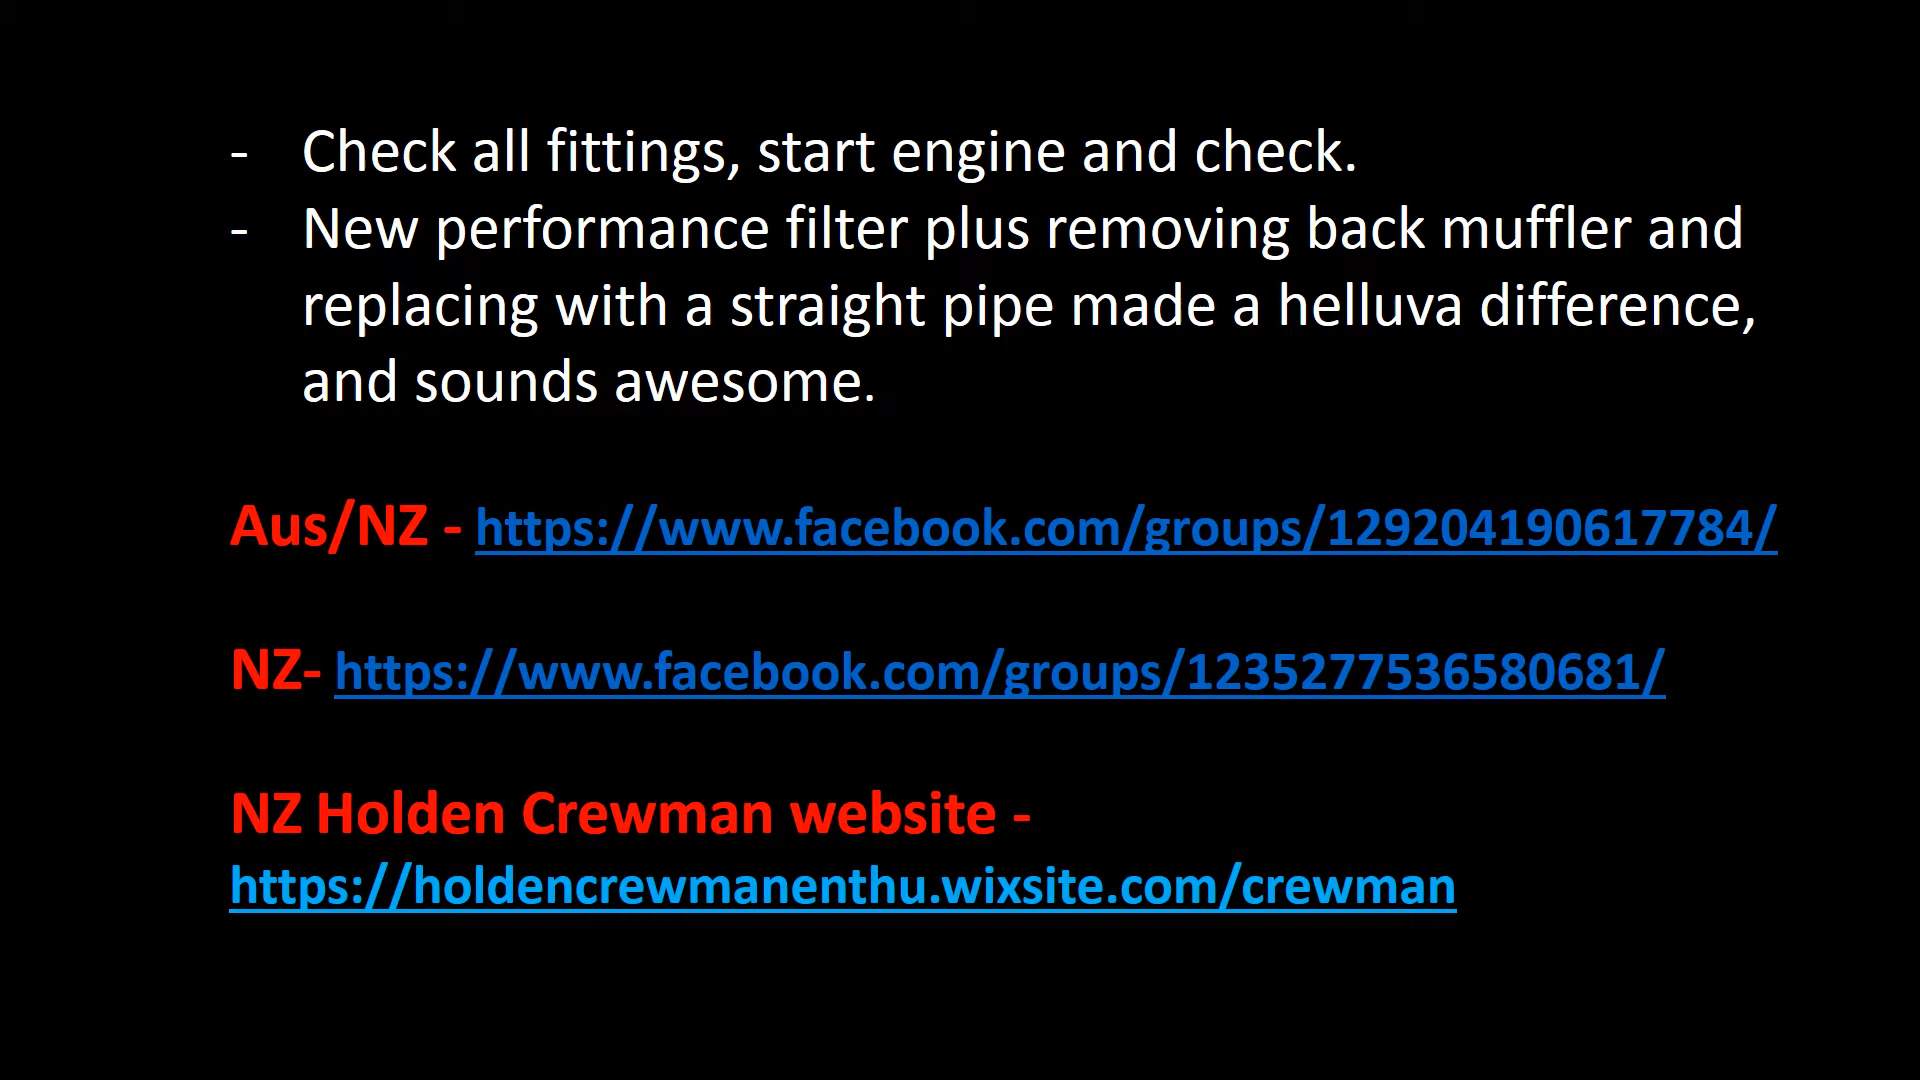 - Check all fittings, start engine and check.
- New performance filter plus removing back muffler and
replacing with a straight pipe made a helluva difference,
and sounds awesome.
Aus/NZ - https://www.facebook.com/groups/129204190617784/
NZ- https://www.facebook.com/groups/1235277536580681/
NZ Holden Crewman website -
https://holdencrewmanenthu.wixsite.com/crewman